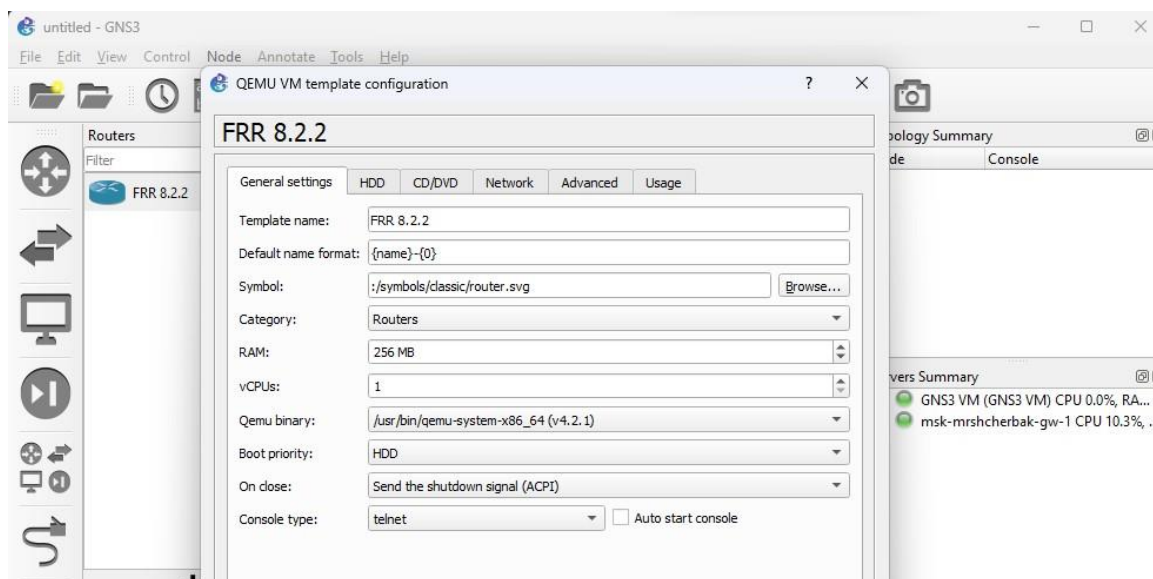 untitled - GNS3
File Edit View Control Node Annotate Tools Help
QEMU VM template configuration ?
FRR 8.2.2
Routers
Filter
FRR 8.2.2
General settings HDD CD/DVD Network Advanced Usage
Template name: FRR 8.2.2
Default name format: {name}-{0}
Symbol: :/symbols/classic/router.svg Browse...
Category: Routers
RAM: 256 MB
vCPUs: 1
Qemu binary: /usr/bin/qemu-system-x86_64 (v4.2.1)
Boot priority: HDD
On close: Send the shutdown signal (ACPI)
Console type: telnet Auto start console
pology Summary
de Console
vers Summary
GNS3 VM (GNS3 VM) CPU 0.0%, RA...
msk-mrshcherbak-gw-1 CPU 10.3%, .